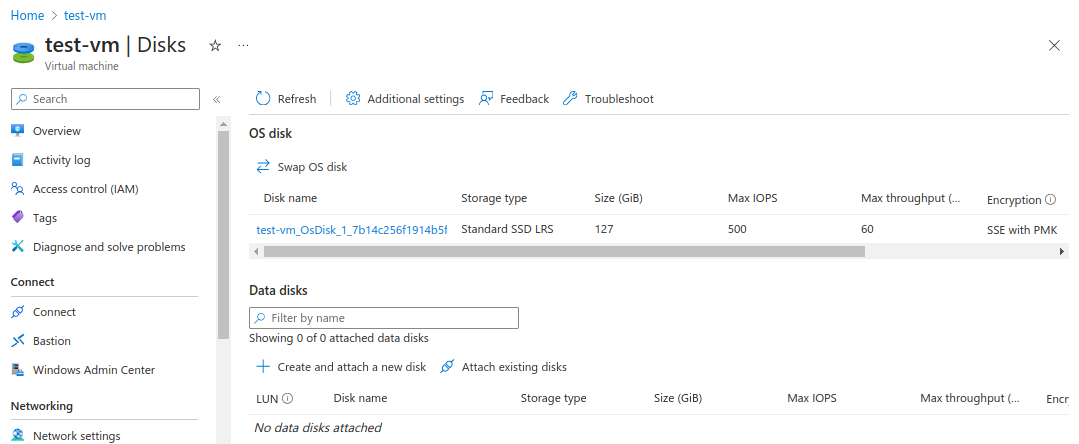 Home > test-vm
test-vm | Disks ☆ ···
Virtual machine
Search «
Overview
Activity log
Access control (IAM)
Tags
Diagnose and solve problems
Connect
Connect
Bastion
Windows Admin Center
Networking
Network settings
Refresh Additional settings Feedback Troubleshoot
OS disk
Swap OS disk
Disk name Storage type Size (GiB) Max IOPS Max throughput (... Encryption
test-vm_OsDisk_1_7b14c256f1914b5f Standard SSD LRS 127 500 60 SSE with PMK
Data disks
Filter by name
Showing 0 of 0 attached data disks
Create and attach a new disk Attach existing disks
LUN Disk name Storage type Size (GiB) Max IOPS Max throughput (... Encry
No data disks attached